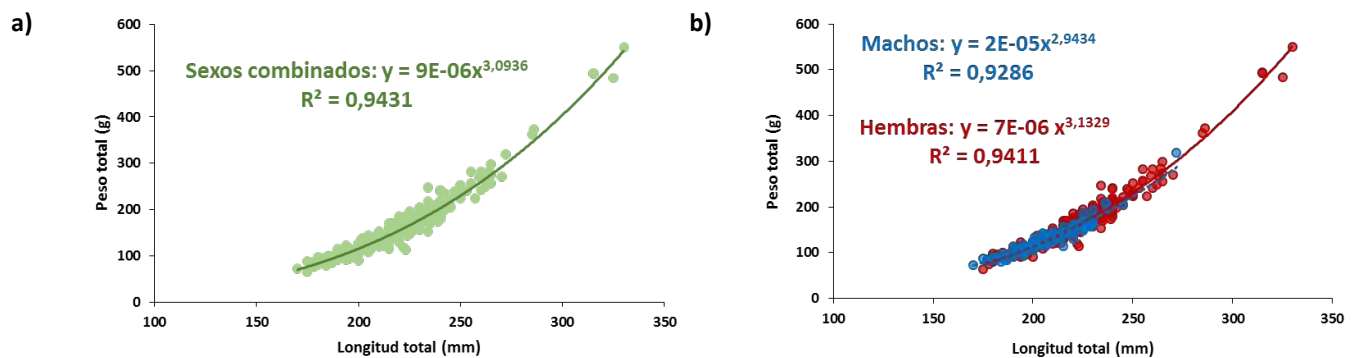 a)
Peso total (g)
600
500
400
300
200
100
0
Sexos combinados: y = 9E-06x^3,0936
R² = 0,9431
100 150 200 250 300 350
Longitud total (mm)
b)
Peso total (g)
600
500
400
300
200
100
0
Machos: y = 2E-05x^2,9434
R² = 0,9286
Hembras: y = 7E-06 x^3,1329
R² = 0,9411
100 150 200 250 300 350
Longitud total (mm)